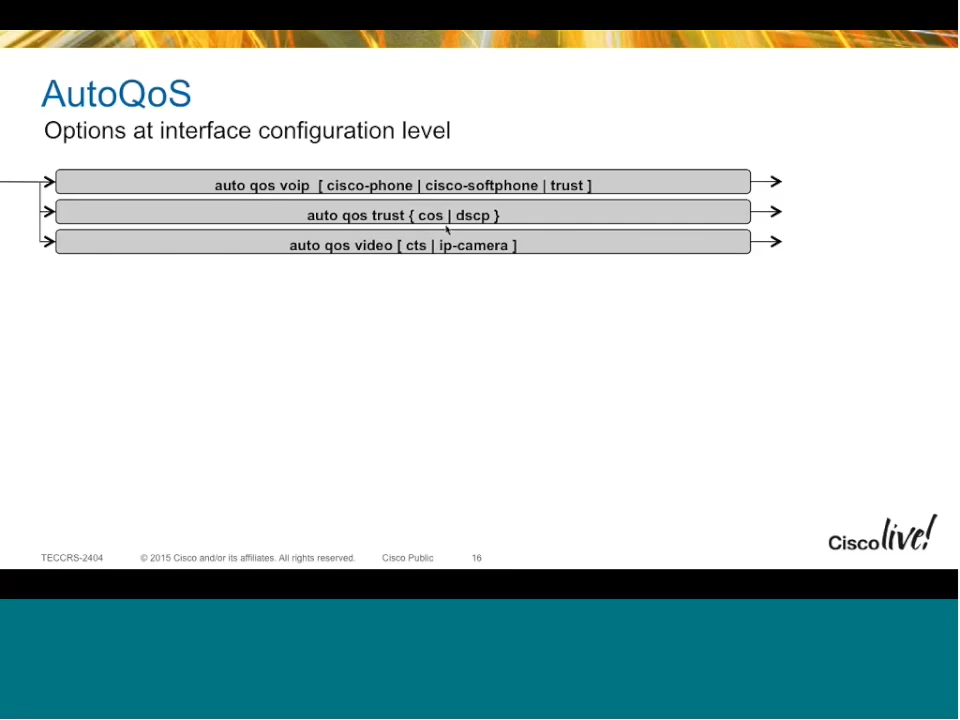 AutoQoS
Options at interface configuration level
auto qos voip [ cisco-phone | cisco-softphone | trust ]
auto qos trust { cos | dscp }
auto qos video [ cts | ip-camera ]
Cisco live!
TECCRS-2404 © 2015 Cisco and/or its affiliates. All rights reserved. Cisco Public 16